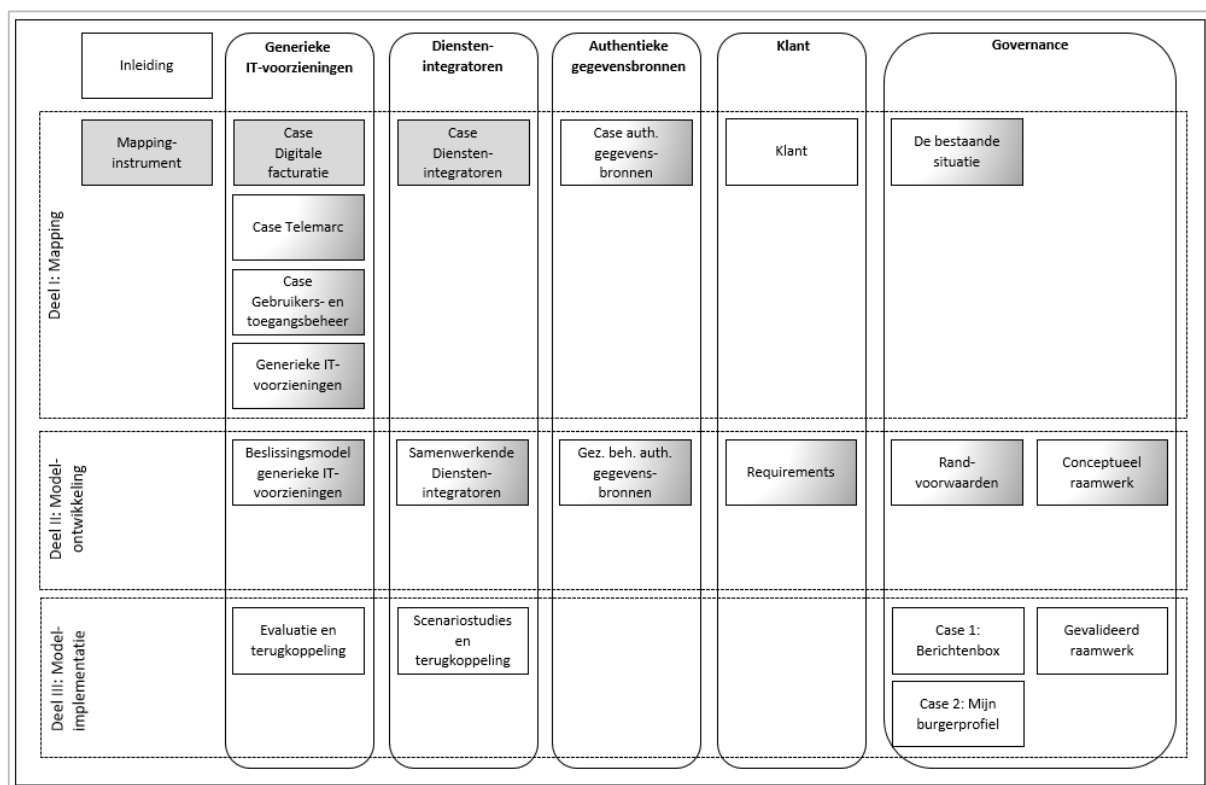 Inleiding
Generieke
IT-voorzieningen
Diensten-
integratoren
Authentieke
gegevensbronnen
Klant
Governance
Deel I: Mapping
Mapping-
instrument
Case
Digitale
facturatie
Case
Diensten-
integratoren
Case auth.
gegevens-
bronnen
Klant
De bestaande
situatie
Case Telemarc
Case
Gebruikers- en
toegangsbeheer
Generieke IT-
voorzieningen
Deel II: Model-
ontwikkeling
Beslissingsmodel
generieke IT-
voorzieningen
Samenwerkende
Diensten-
integratoren
Gez. beh. auth.
gegevens-
bronnen
Requirements
Rand-
voorwaarden
Conceptueel
raamwerk
Deel III: Model-
implementatie
Evaluatie en
terugkoppeling
Scenariostudies
en
terugkoppeling
Case 1:
Berichtenbox
Gevalideerd
raamwerk
Case 2: Mijn
burgerprofiel